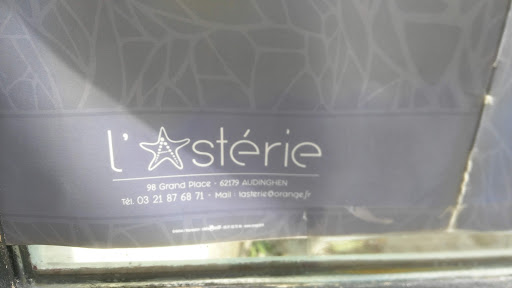 l'Astérie
98 Grand Place - 62179 AUDINGHEN
Tél. 03 21 87 68 71 - Mail : lasterie@orange.fr